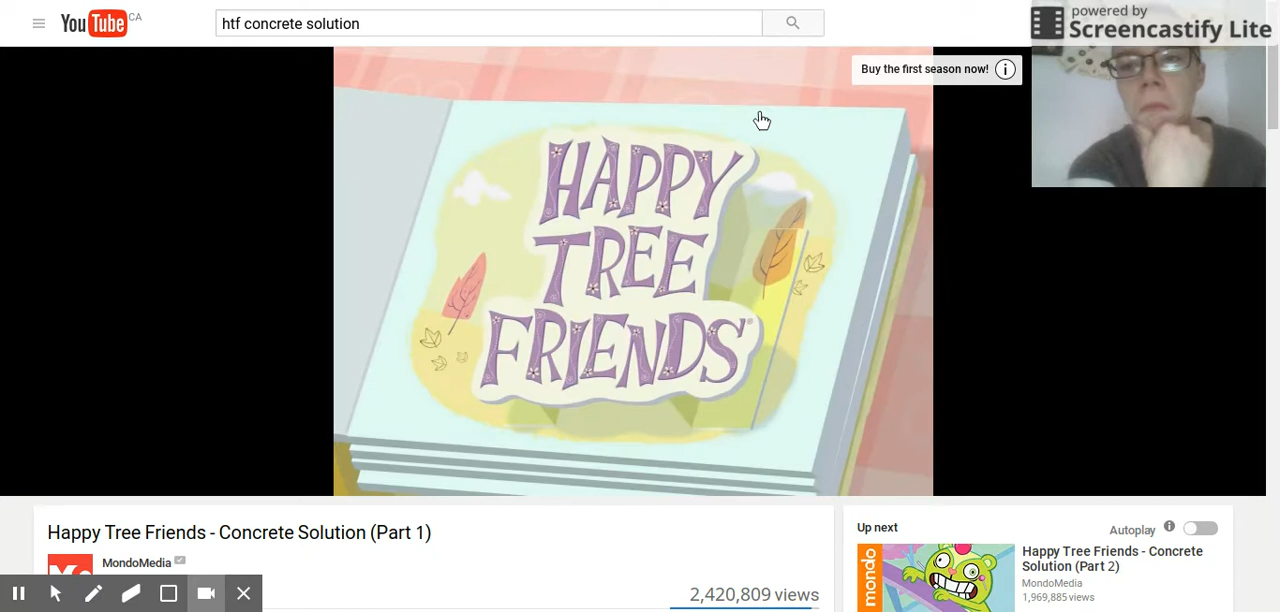 YouTube CA
htf concrete solution
powered by
Screencastify Lite
Buy the first season now!
HAPPY
TREE
FRIENDS®
Happy Tree Friends - Concrete Solution (Part 1)
MondoMedia
2,420,809 views
Up next
Autoplay
mondo
Happy Tree Friends - Concrete
Solution (Part 2)
MondoMedia
1,969,885 views